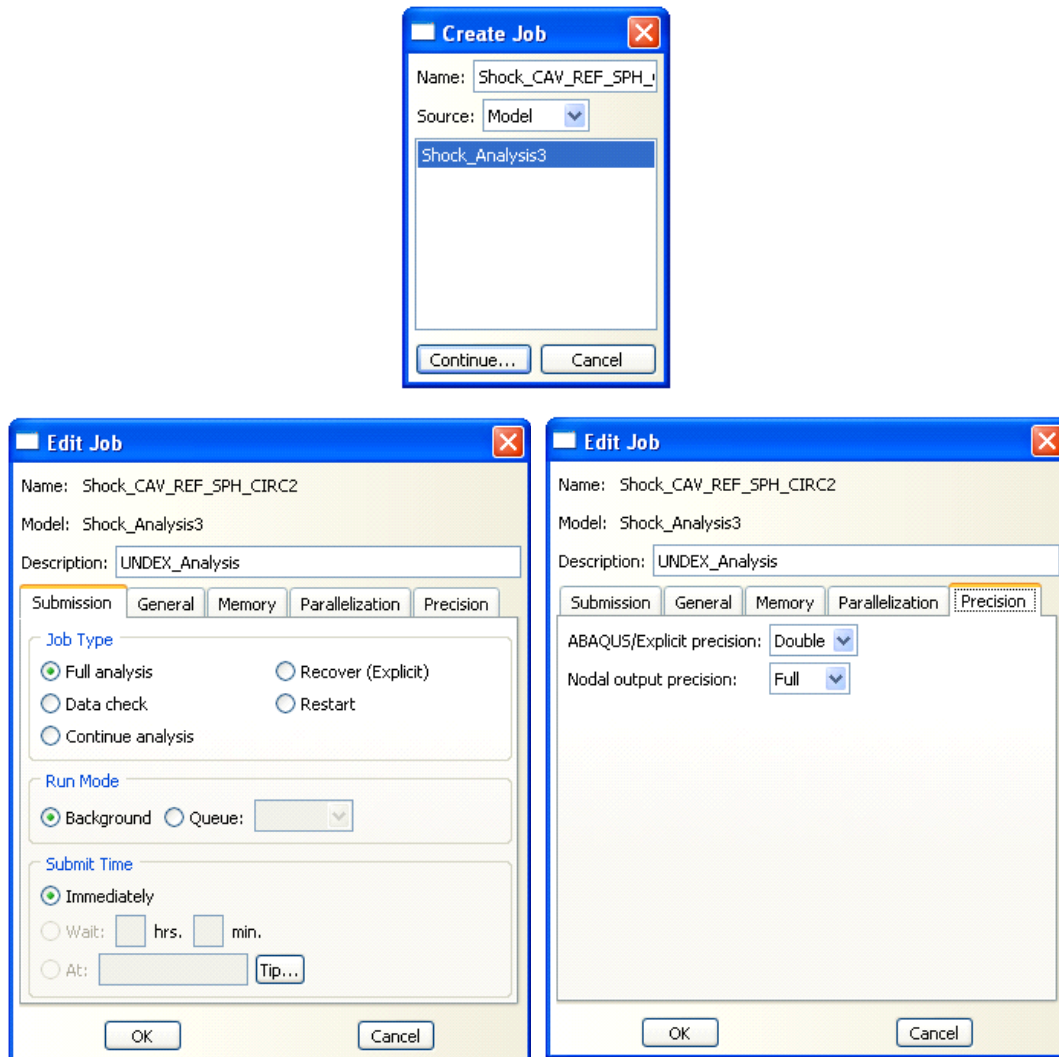 Create Job
Name: Shock_CAV_REF_SPH_
Source: Model
Shock_Analysis3
Continue... Cancel
Edit Job
Name: Shock_CAV_REF_SPH_CIRC2
Model: Shock_Analysis3
Description: UNDEX_Analysis
Submission General Memory Parallelization Precision
Job Type
Full analysis Recover (Explicit)
Data check Restart
Continue analysis
Run Mode
Background Queue:
Submit Time
Immediately
Wait: hrs. min.
At: Tip...
OK Cancel
Edit Job
Name: Shock_CAV_REF_SPH_CIRC2
Model: Shock_Analysis3
Description: UNDEX_Analysis
Submission General Memory Parallelization Precision
ABAQUS/Explicit precision: Double
Nodal output precision: Full
OK Cancel